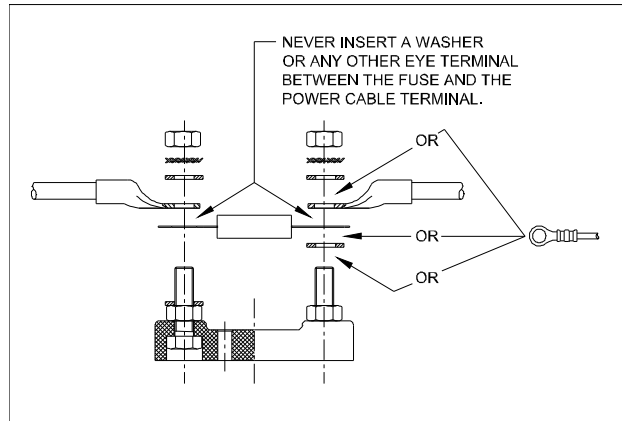 NEVER INSERT A WASHER
OR ANY OTHER EYE TERMINAL
BETWEEN THE FUSE AND THE
POWER CABLE TERMINAL.
OR
OR
OR